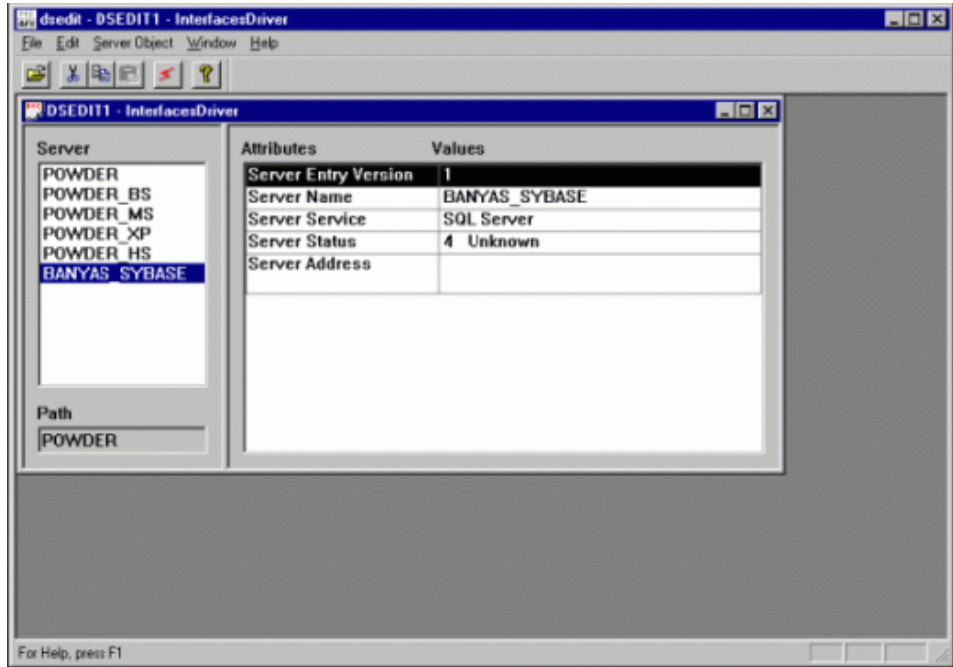 dsedit - DSEDIT1 - InterfacesDriver
File Edit Server Object Window Help
DSEDIT1 - InterfacesDriver
Server
POWDER
POWDER_BS
POWDER_MS
POWDER_XP
POWDER_HS
BANYAS_SYBASE
Path
POWDER
Attributes Values
Server Entry Version 1
Server Name BANYAS_SYBASE
Server Service SQL Server
Server Status 4 Unknown
Server Address
For Help, press F1